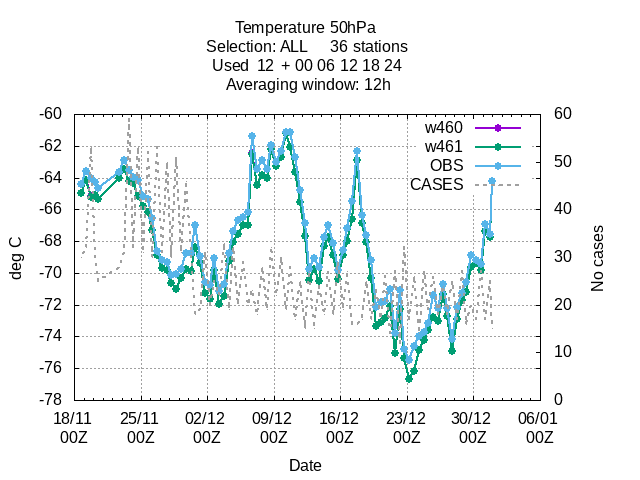 Temperature 50hPa
Selection: ALL 36 stations
Used 12 + 00 06 12 18 24
Averaging window: 12h
w460
w461
OBS
CASES
-60
-62
-64
-66
-68
-70
-72
-74
-76
-78
deg C
60
50
40
30
20
10
0
No cases
18/11 25/11 02/12 09/12 16/12 23/12 30/12 06/01
00Z 00Z 00Z 00Z 00Z 00Z 00Z 00Z
Date